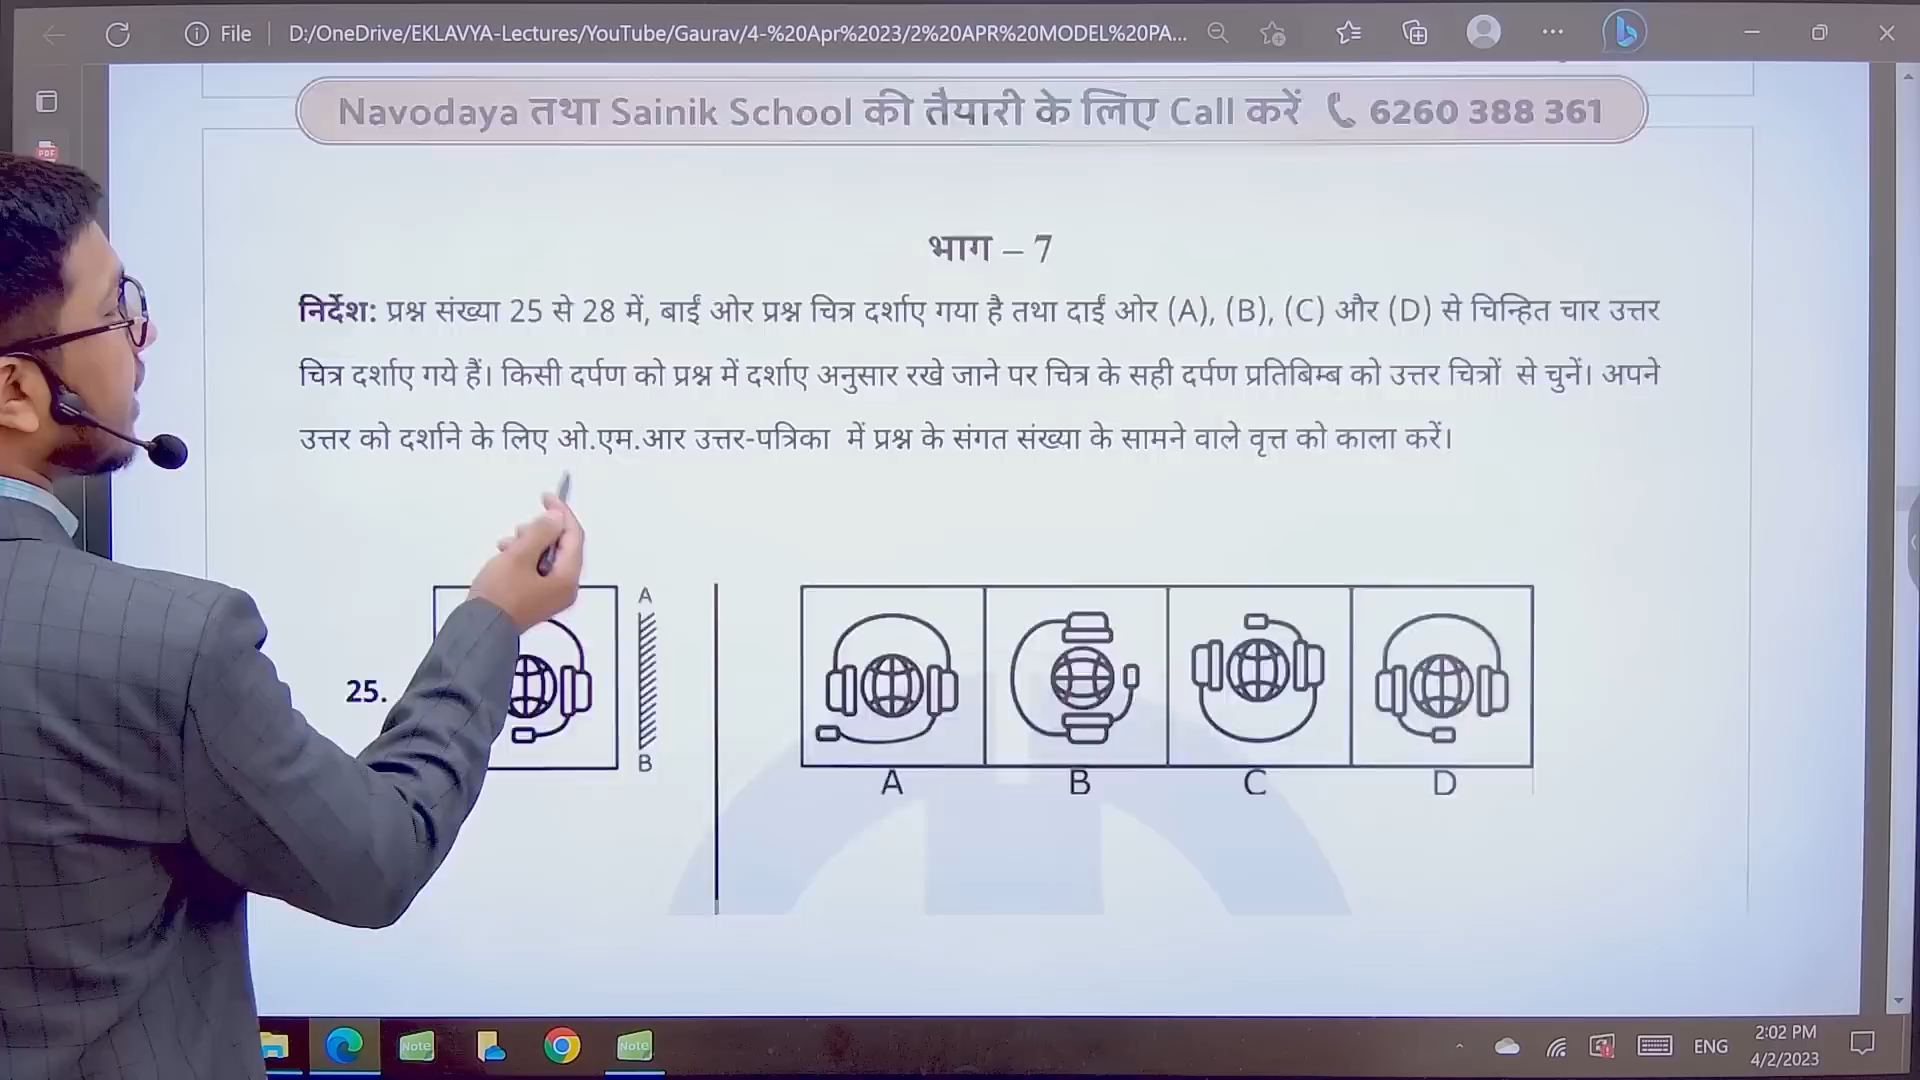 File
D:/OneDrive/EKLAVYA-Lectures/YouTube/Gaurav/4-%20Apr%2023/2%20APR%20MODEL%20PA...
Navodaya तथा Sainik School की तैयारी के लिए Call करें 6260 388 361
PDF
भाग – 7
निर्देश: प्रश्न संख्या 25 से 28 में, बाईं ओर प्रश्न चित्र दर्शाए गया है तथा दाईं ओर (A), (B), (C) और (D) से चिन्हित चार उत्तर
चित्र दर्शाए गये हैं। किसी दर्पण को प्रश्न में दर्शाए अनुसार रखे जाने पर चित्र के सही दर्पण प्रतिबिम्ब को उत्तर चित्रों से चुनें। अपने
उत्तर को दर्शाने के लिए ओ.एम.आर उत्तर-पत्रिका में प्रश्न के संगत संख्या के सामने वाले वृत्त को काला करें।
A
25.
B
A B C D
Note
Note
ENG
2:02 PM
4/2/2023